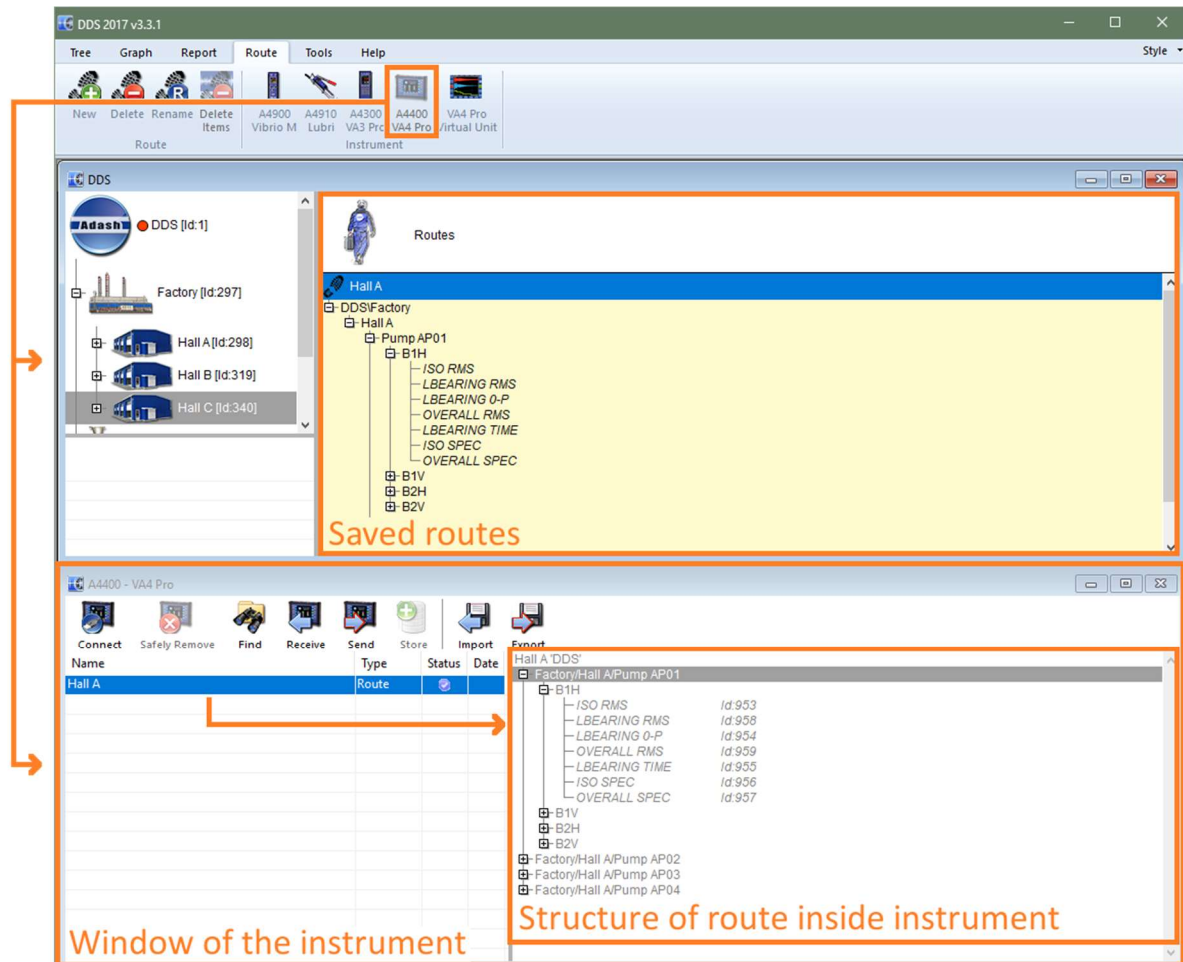 DDS 2017 v3.3.1
Tree Graph Report Route Tools Help Style
New Delete Rename Delete Items A4900 Vibrio M A4910 Lubri A4300 VA3 Pro A4400 VA4 Pro VA4 Pro Virtual Unit
Route Instrument
DDS
Adash DDS [Id:1]
Factory [Id:297]
Hall A [Id:298]
Hall B [Id:319]
Hall C [Id:340]
Routes
Hall A
DDS\Factory
Hall A
Pump AP01
B1H
ISO RMS
LBEARING RMS
LBEARING 0-P
OVERALL RMS
LBEARING TIME
ISO SPEC
OVERALL SPEC
B1V
B2H
B2V
Saved routes
A4400 - VA4 Pro
Connect Safely Remove Find Receive Send Store Import Export
Name Type Status Date
Hall A Route
Hall A 'DDS'
Factory/Hall A/Pump AP01
B1H
ISO RMS Id:953
LBEARING RMS Id:958
LBEARING 0-P Id:954
OVERALL RMS Id:959
LBEARING TIME Id:955
ISO SPEC Id:956
OVERALL SPEC Id:957
B1V
B2H
B2V
Factory/Hall A/Pump AP02
Factory/Hall A/Pump AP03
Factory/Hall A/Pump AP04
Structure of route inside instrument
Window of the instrument